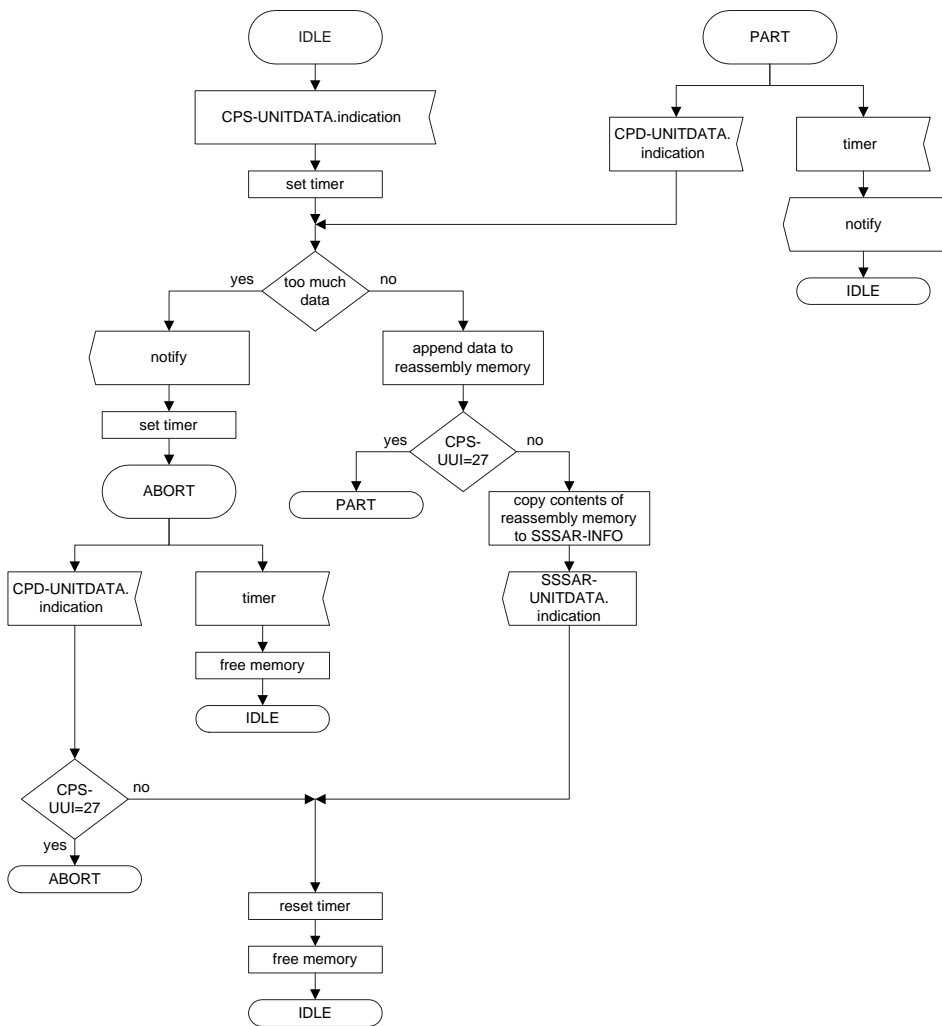 IDLE
PART
CPS-UNITDATA.indication
CPD-UNITDATA.
indication
timer
set timer
notify
IDLE
yes
too much
data
no
notify
append data to
reassembly memory
set timer
yes
CPS-
UUI=27
no
ABORT
PART
copy contents of
reassembly memory
to SSSAR-INFO
CPD-UNITDATA.
indication
timer
SSSAR-
UNITDATA.
indication
free memory
IDLE
CPS-
UUI=27
no
yes
ABORT
reset timer
free memory
IDLE